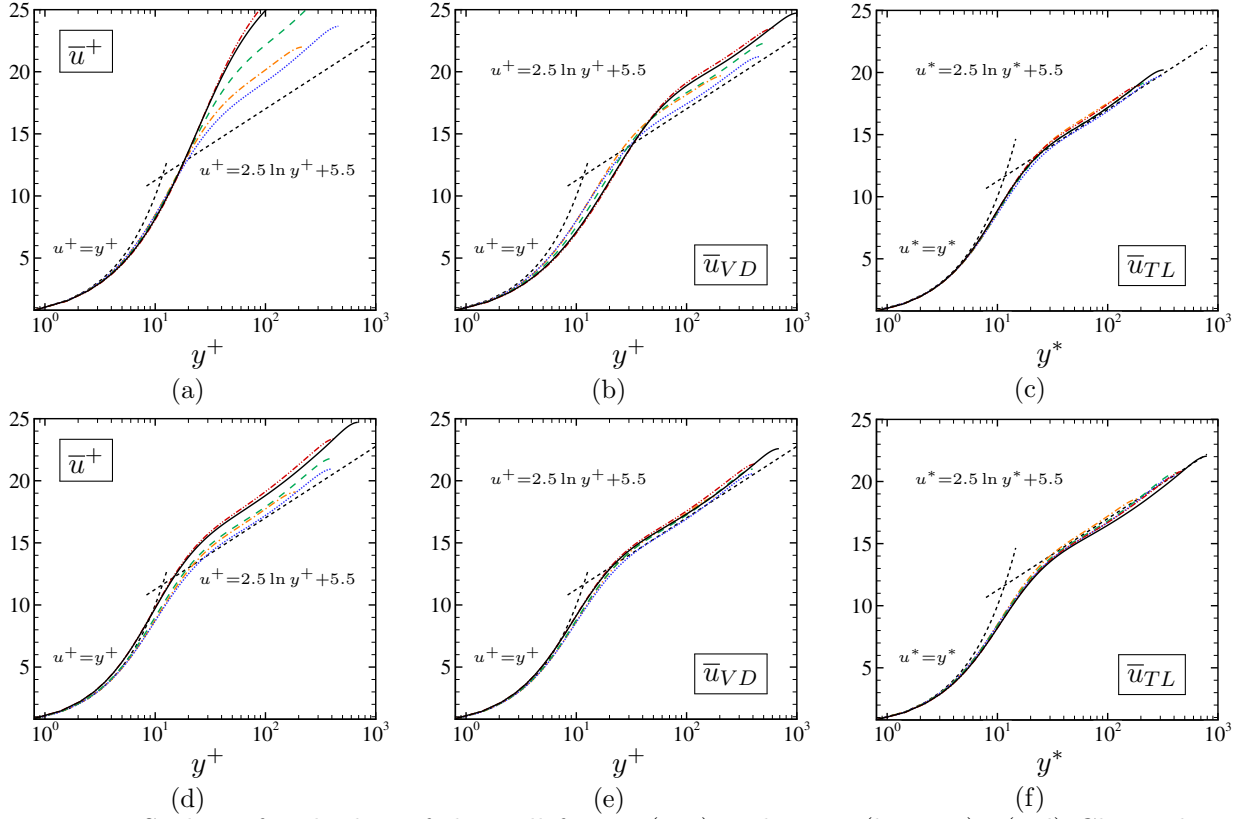 25
20
15
10
5
u̅⁺
u⁺=2.5 ln y⁺+5.5
u⁺=y⁺
10⁰ 10¹ 10² 10³
y⁺
(a)
25
20
15
10
5
u⁺=2.5 ln y⁺+5.5
u⁺=y⁺
u̅_VD
10⁰ 10¹ 10² 10³
y⁺
(b)
25
20
15
10
5
u*=2.5 ln y*+5.5
u*=y*
u̅_TL
10⁰ 10¹ 10² 10³
y*
(c)
25
20
15
10
5
u̅⁺
u⁺=2.5 ln y⁺+5.5
u⁺=y⁺
10⁰ 10¹ 10² 10³
y⁺
(d)
25
20
15
10
5
u⁺=2.5 ln y⁺+5.5
u⁺=y⁺
u̅_VD
10⁰ 10¹ 10² 10³
y⁺
(e)
25
20
15
10
5
u*=2.5 ln y*+5.5
u*=y*
u̅_TL
10⁰ 10¹ 10² 10³
y*
(f)